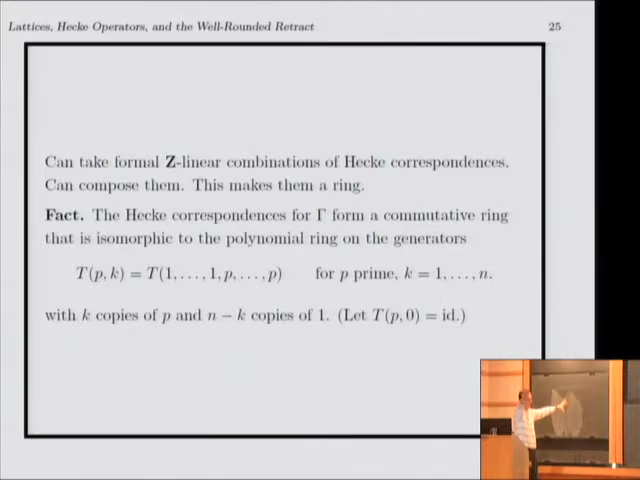 Lattices, Hecke Operators, and the Well-Rounded Retract 25
Can take formal Z-linear combinations of Hecke correspondences.
Can compose them. This makes them a ring.
Fact. The Hecke correspondences for Γ form a commutative ring
that is isomorphic to the polynomial ring on the generators
T(p, k) = T(1, . . . , 1, p, . . . , p) for p prime, k = 1, . . . , n.
with k copies of p and n − k copies of 1. (Let T(p, 0) = id.)